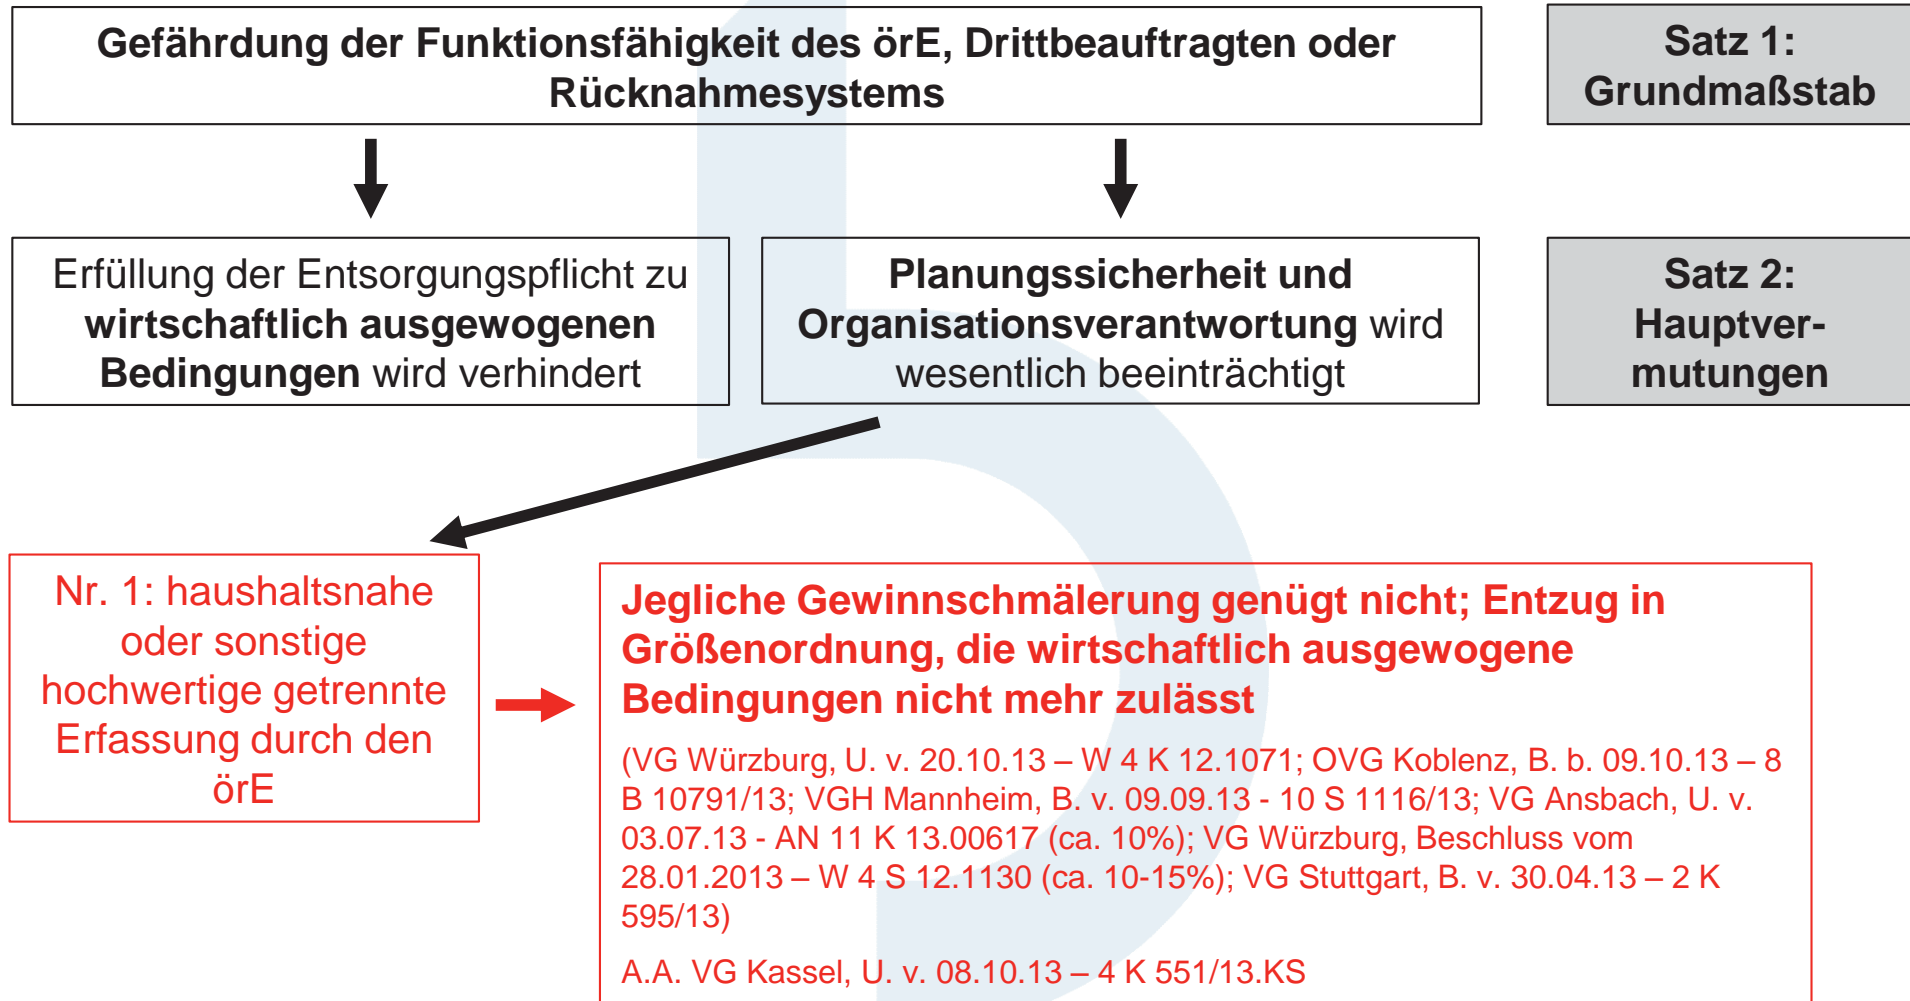 Gefährdung der Funktionsfähigkeit des örE, Drittbeauftragten oder
Rücknahmesystems
Satz 1:
Grundmaßstab
Erfüllung der Entsorgungspflicht zu
wirtschaftlich ausgewogenen
Bedingungen wird verhindert
Planungssicherheit und
Organisationsverantwortung wird
wesentlich beeinträchtigt
Satz 2:
Hauptver-
mutungen
Nr. 1: haushaltsnahe
oder sonstige
hochwertige getrennte
Erfassung durch den
örE
Jegliche Gewinnschmälerung genügt nicht; Entzug in
Größenordnung, die wirtschaftlich ausgewogene
Bedingungen nicht mehr zulässt
(VG Würzburg, U. v. 20.10.13 – W 4 K 12.1071; OVG Koblenz, B. b. 09.10.13 – 8
B 10791/13; VGH Mannheim, B. v. 09.09.13 - 10 S 1116/13; VG Ansbach, U. v.
03.07.13 - AN 11 K 13.00617 (ca. 10%); VG Würzburg, Beschluss vom
28.01.2013 – W 4 S 12.1130 (ca. 10-15%); VG Stuttgart, B. v. 30.04.13 – 2 K
595/13)
A.A. VG Kassel, U. v. 08.10.13 – 4 K 551/13.KS